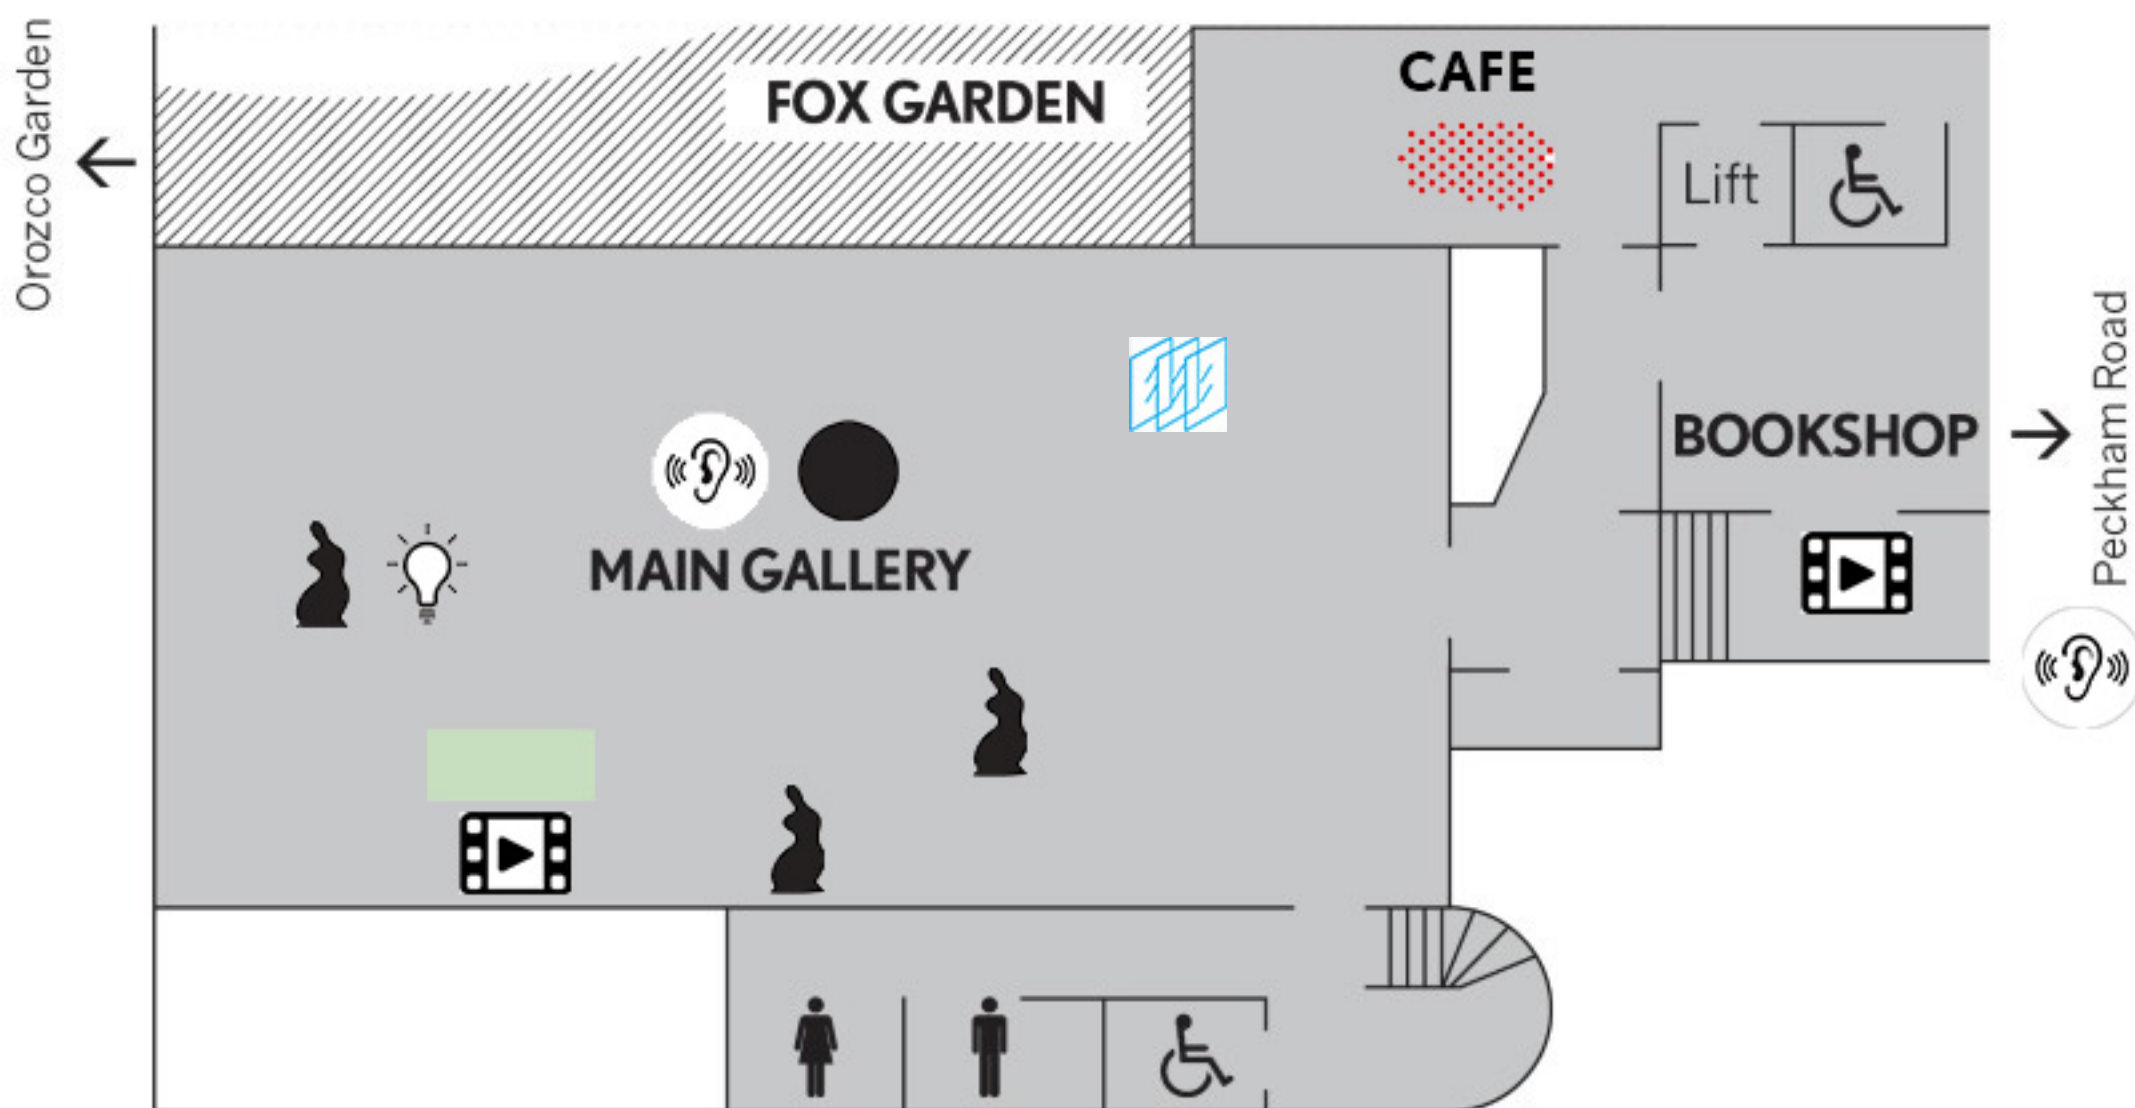 Orozco Garden
FOX GARDEN
CAFE
Lift
Peckham Road
BOOKSHOP
MAIN GALLERY